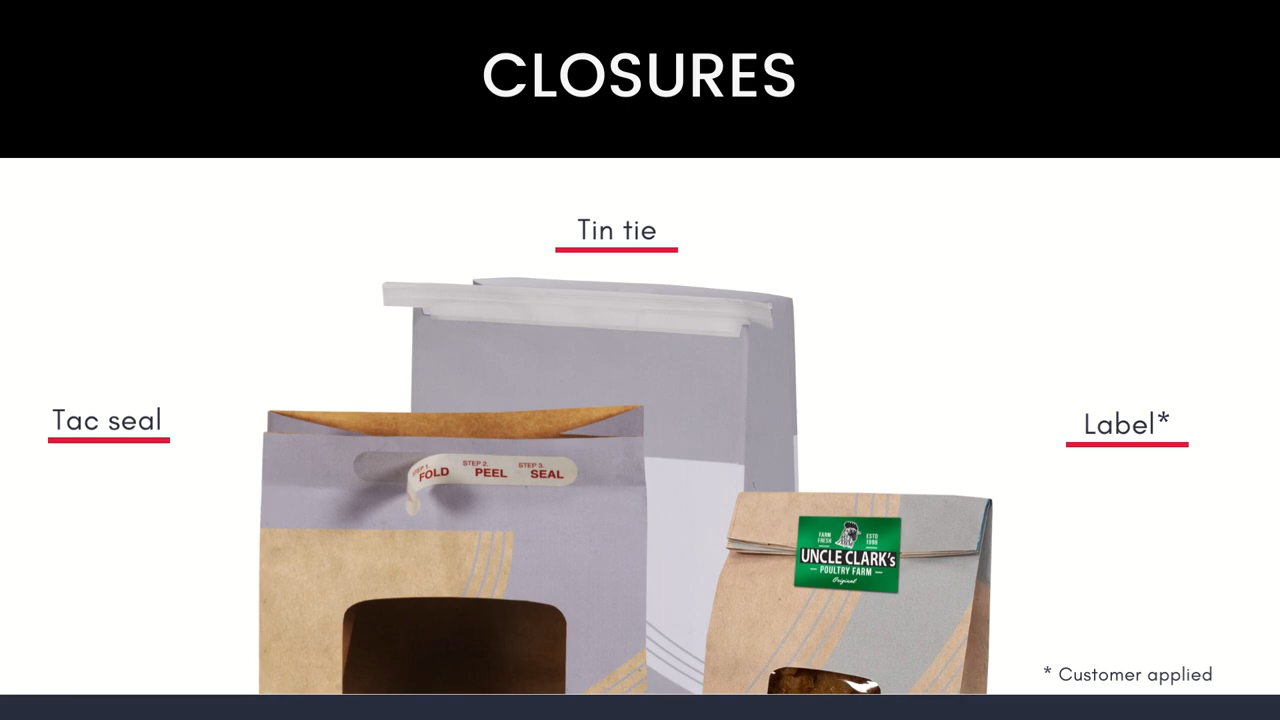 CLOSURES
Tin tie
Tac seal
Label*
STEP 1. STEP 2. STEP 3.
FOLD PEEL SEAL
FARM FRESH ESTD 1990
UNCLE CLARK's
POULTRY FARM
Original
* Customer applied